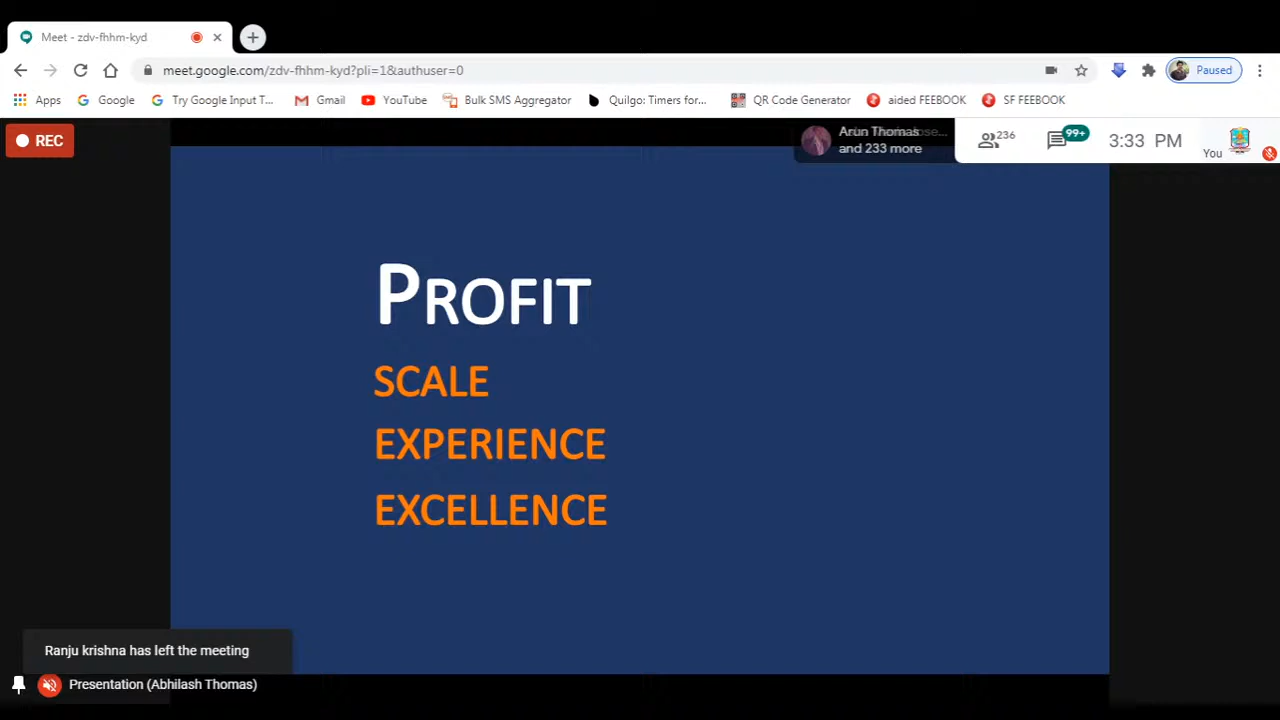 Meet - zdv-fhhm-kyd
meet.google.com/zdv-fhhm-kyd?pli=1&authuser=0
Paused
Apps
Google
Try Google Input T...
Gmail
YouTube
Bulk SMS Aggregator
Quilgo: Timers for...
QR Code Generator
aided FEEBOOK
SF FEEBOOK
REC
Arun Thomas
and 233 more
236
99+
3:33 PM
You
PROFIT
SCALE
EXPERIENCE
EXCELLENCE
Ranju krishna has left the meeting
Presentation (Abhilash Thomas)